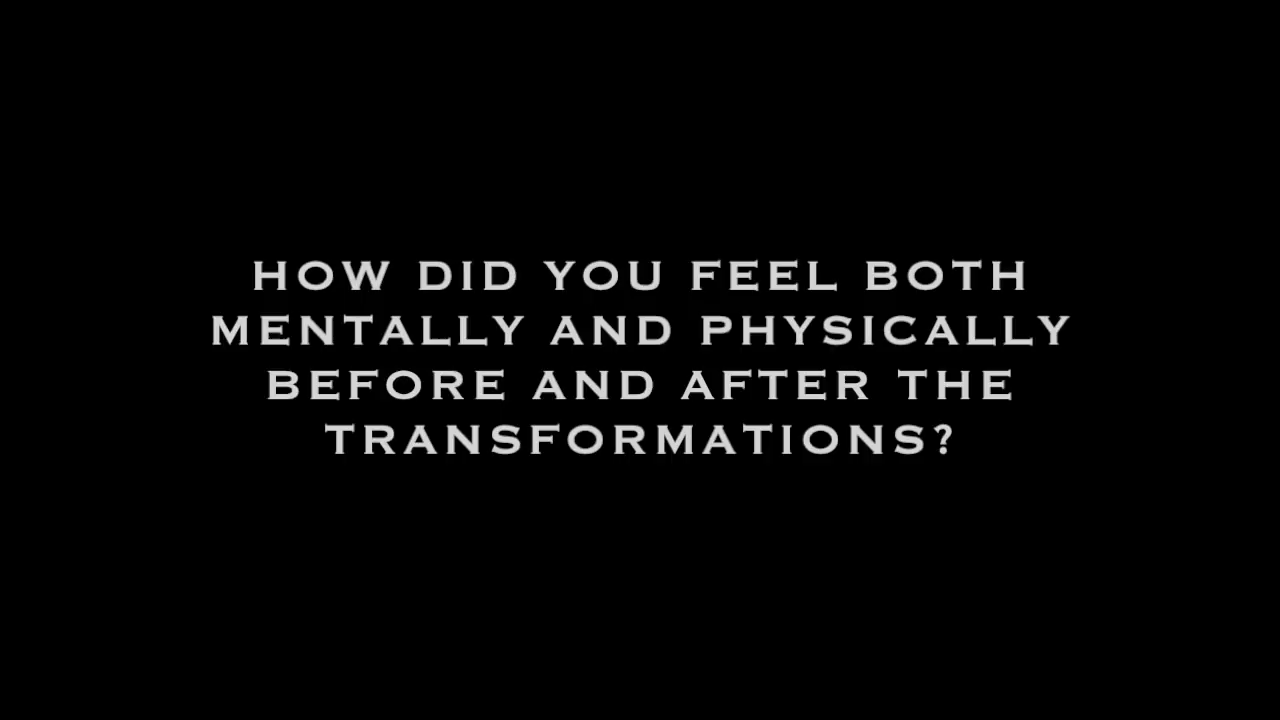 HOW DID YOU FEEL BOTH
MENTALLY AND PHYSICALLY
BEFORE AND AFTER THE
TRANSFORMATIONS?